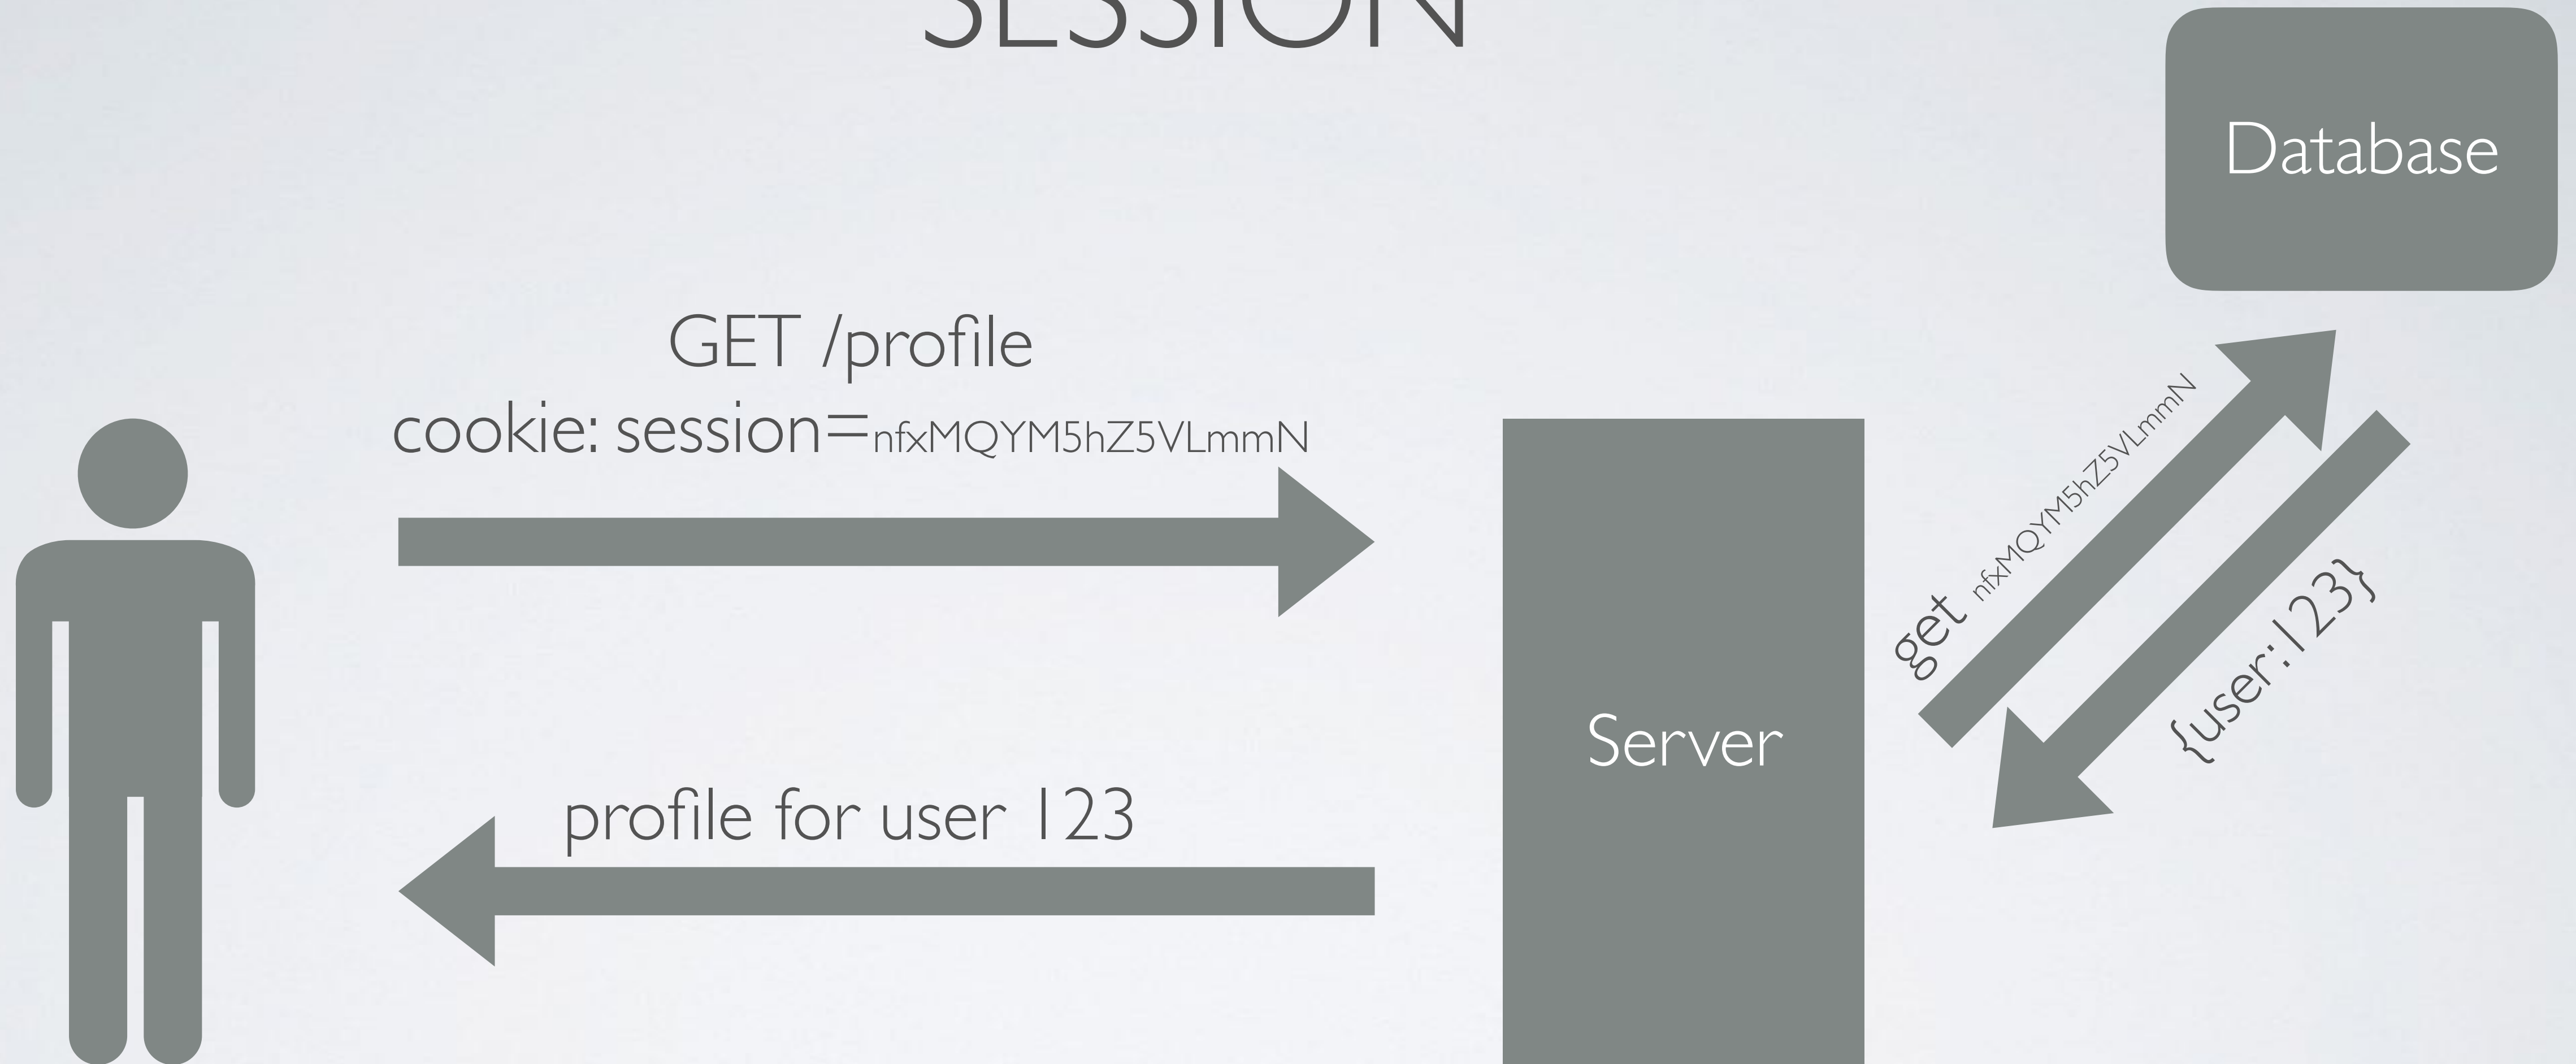 SESSION
Database
GET /profile
cookie: session=nfxMQYM5hZ5VLmmN
get nfxMQYM5hZ5VLmmN
{user:123}
Server
profile for user 123